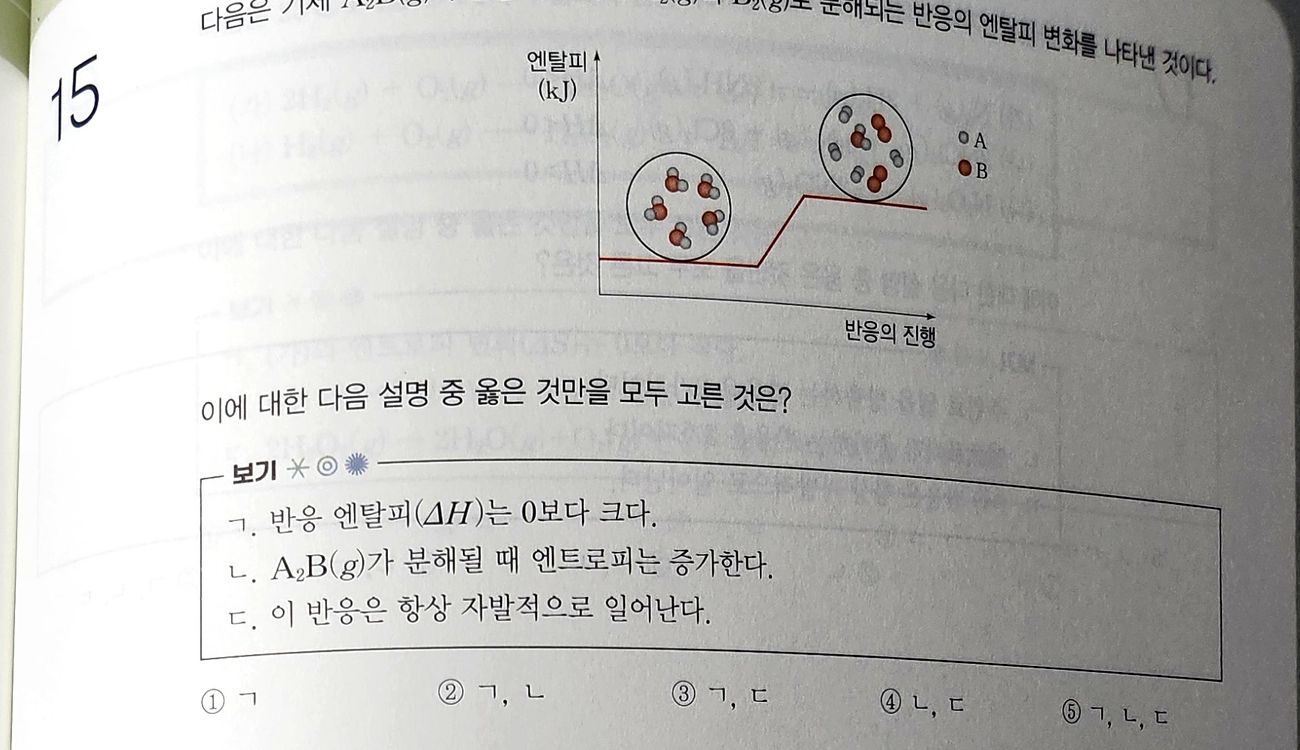 15
다음은 기체 A₂B(g) B₂(g)로 분해되는 반응의 엔탈피 변화를 나타낸 것이다.
엔탈피
(kJ)
A
B
반응의 진행
이에 대한 다음 설명 중 옳은 것만을 모두 고른 것은?
보기
ㄱ. 반응 엔탈피(ΔH)는 0보다 크다.
ㄴ. A₂B(g)가 분해될 때 엔트로피는 증가한다.
ㄷ. 이 반응은 항상 자발적으로 일어난다.
① ㄱ ② ㄱ, ㄴ ③ ㄱ, ㄷ ④ ㄴ, ㄷ ⑤ ㄱ, ㄴ, ㄷ